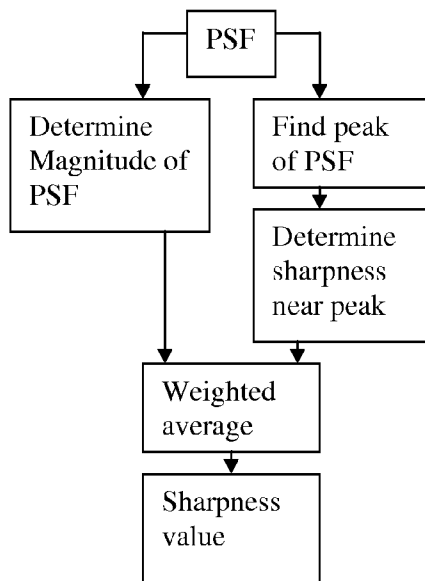 PSF
Determine
Magnitude of
PSF
Find peak
of PSF
Determine
sharpness
near peak
Weighted
average
Sharpness
value